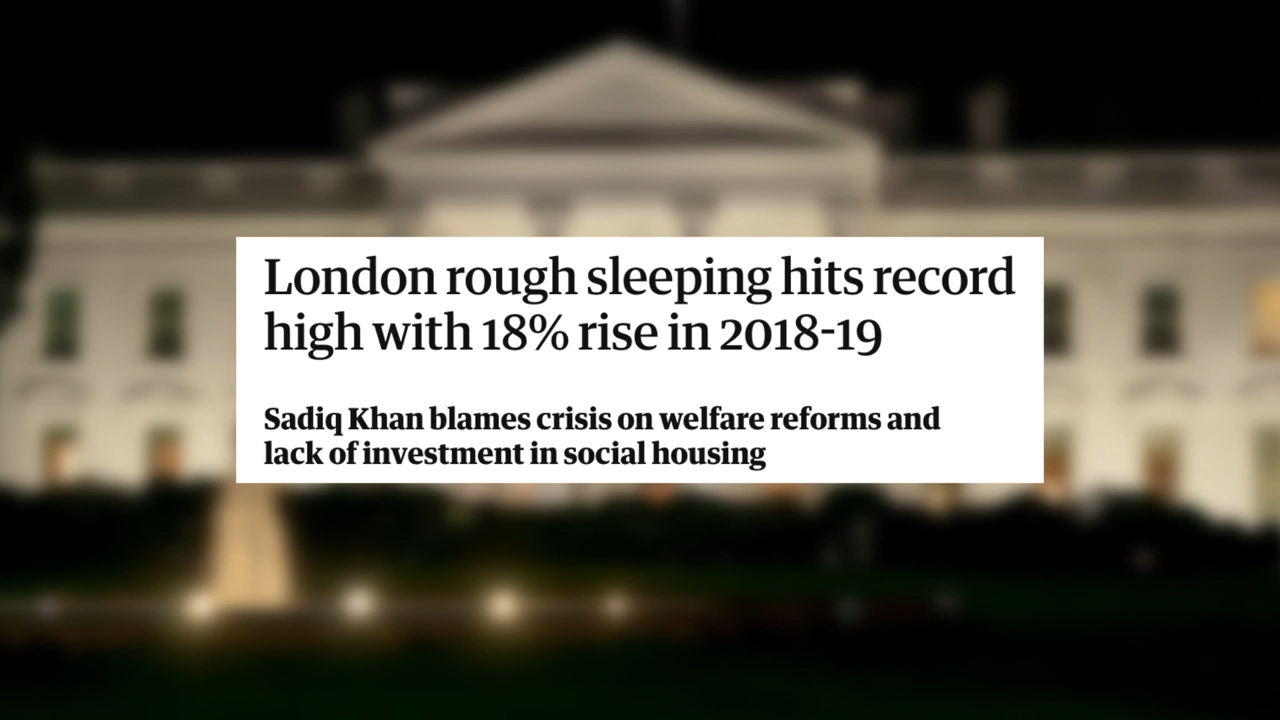 London rough sleeping hits record
high with 18% rise in 2018-19
Sadiq Khan blames crisis on welfare reforms and
lack of investment in social housing